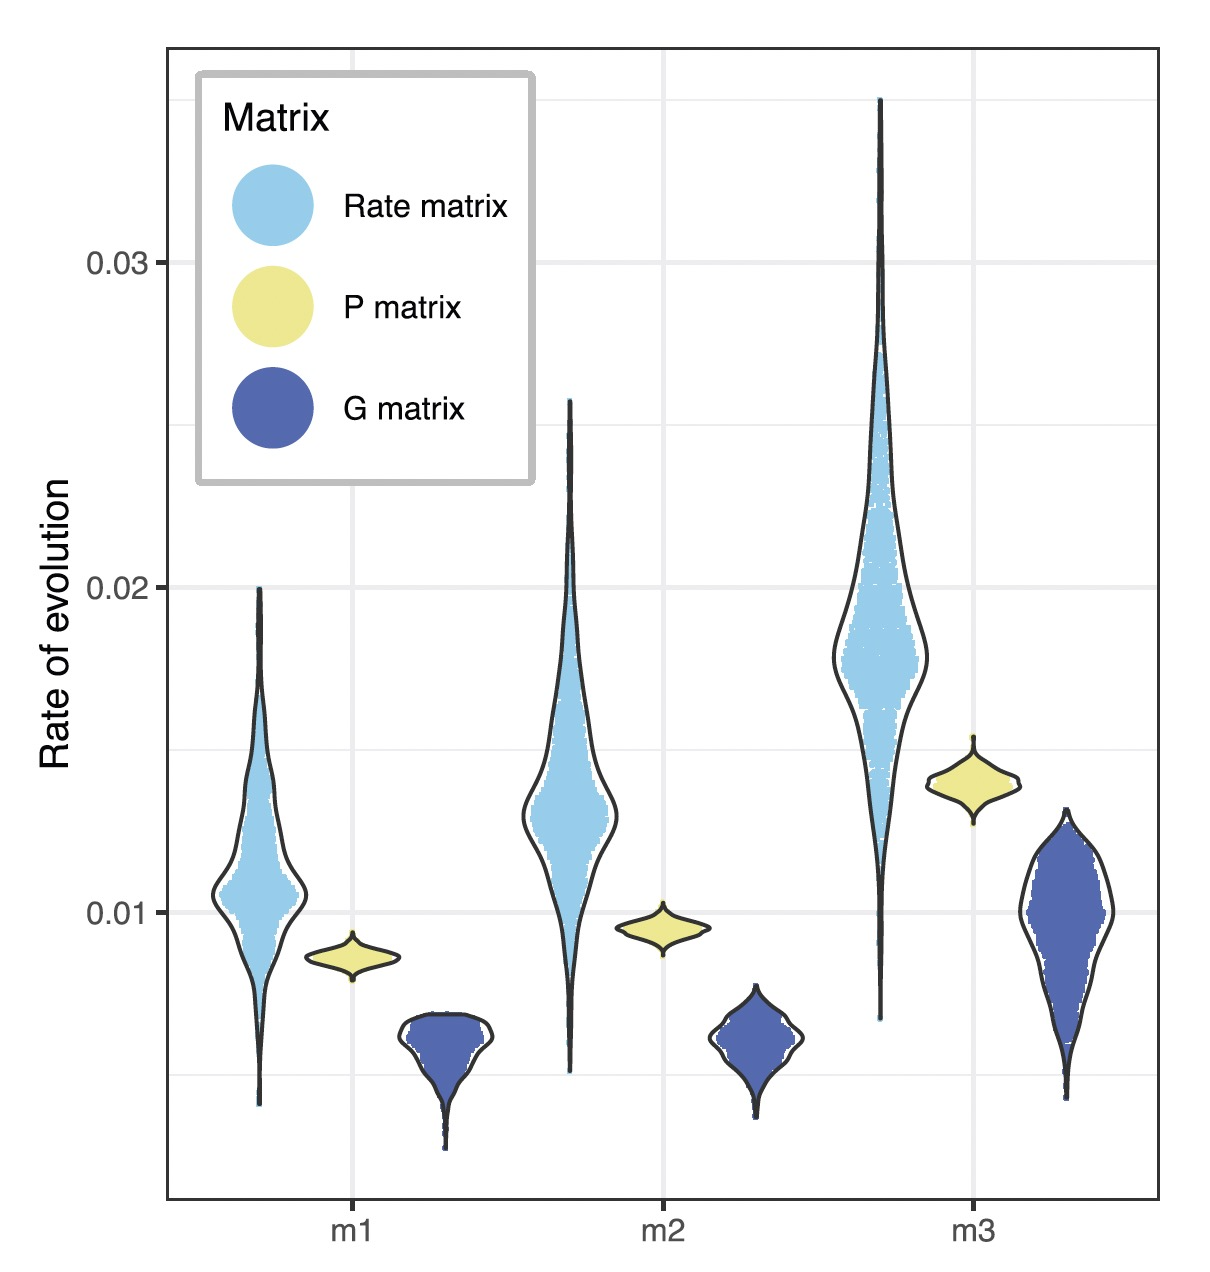 Matrix
Rate matrix
P matrix
G matrix
0.03
0.02
0.01
Rate of evolution
m1
m2
m3